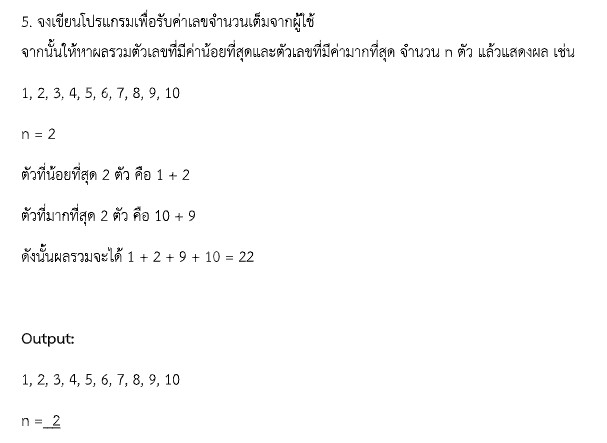 5. จงเขียนโปรแกรมเพื่อรับค่าเลขจำนวนเต็มจากผู้ใช้
จากนั้นให้หาผลรวมตัวเลขที่มีค่าน้อยที่สุดและตัวเลขที่มีค่ามากที่สุด จำนวน n ตัว แล้วแสดงผล เช่น
1, 2, 3, 4, 5, 6, 7, 8, 9, 10
n = 2
ตัวที่น้อยที่สุด 2 ตัว คือ 1 + 2
ตัวที่มากที่สุด 2 ตัว คือ 10 + 9
ดังนั้นผลรวมจะได้ 1 + 2 + 9 + 10 = 22
Output:
1, 2, 3, 4, 5, 6, 7, 8, 9, 10
n =_2